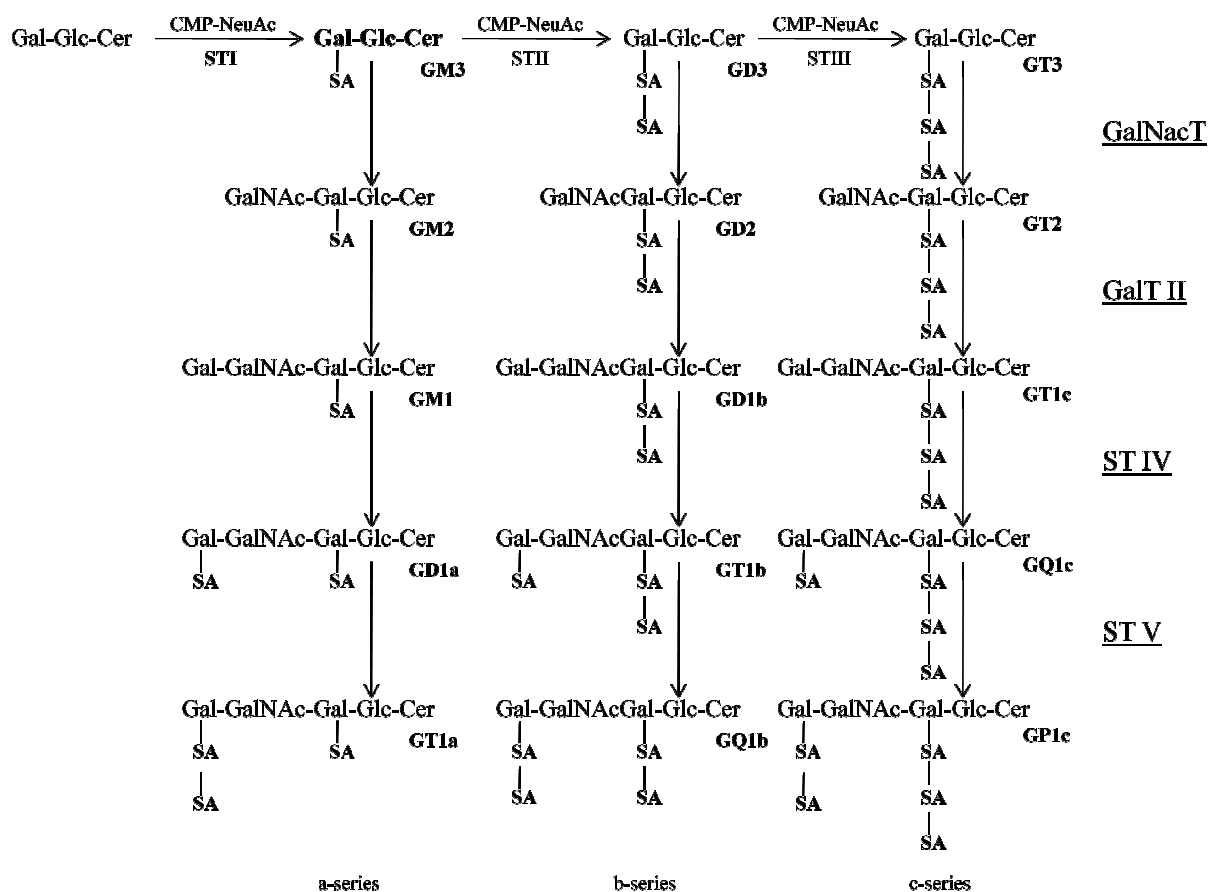 Gal-Glc-Cer CMP-NeuAc Gal-Glc-Cer CMP-NeuAc Gal-Glc-Cer CMP-NeuAc Gal-Glc-Cer
STI GM3 STII GD3 STIII GT3
SA SA SA
SA SA
SA
GalNacT
GalNAc-Gal-Glc-Cer GalNAcGal-Glc-Cer GalNAc-Gal-Glc-Cer
GM2 GD2 GT2
SA SA SA
SA SA
SA
GalT II
Gal-GalNAc-Gal-Glc-Cer Gal-GalNAcGal-Glc-Cer Gal-GalNAc-Gal-Glc-Cer
GM1 GD1b GT1c
SA SA SA
SA SA
SA
ST IV
Gal-GalNAc-Gal-Glc-Cer Gal-GalNAcGal-Glc-Cer Gal-GalNAc-Gal-Glc-Cer
GD1a GT1b GQ1c
SA SA SA SA SA SA
SA SA
SA
ST V
Gal-GalNAc-Gal-Glc-Cer Gal-GalNAcGal-Glc-Cer Gal-GalNAc-Gal-Glc-Cer
GT1a GQ1b GP1c
SA SA SA SA SA SA
SA SA SA SA SA
SA
a-series b-series c-series